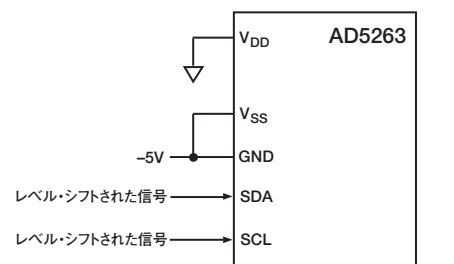 AD5263
VDD
VSS
–5V GND
レベル・シフトされた信号 SDA
レベル・シフトされた信号 SCL